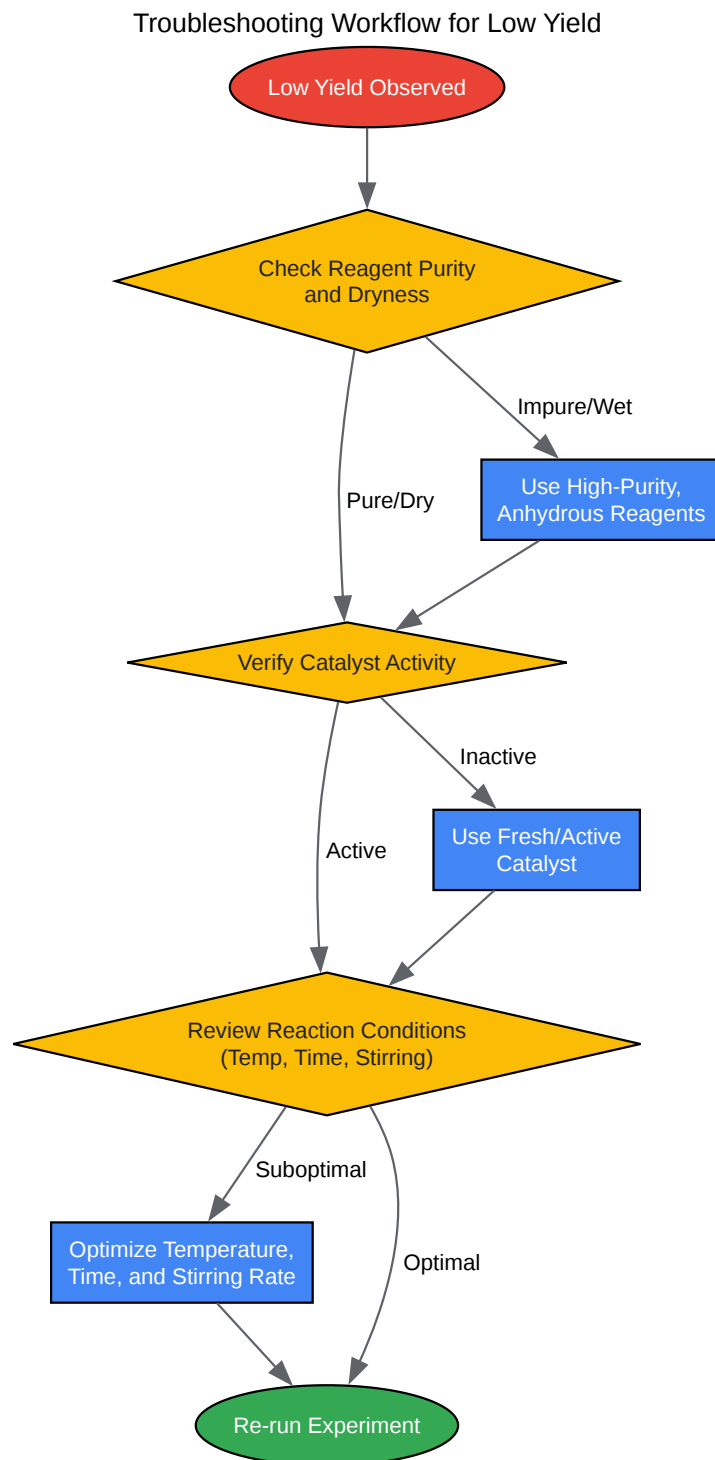 Troubleshooting Workflow for Low Yield
Low Yield Observed
Check Reagent Purity
and Dryness
Impure/Wet
Use High-Purity,
Anhydrous Reagents
Pure/Dry
Verify Catalyst Activity
Inactive
Use Fresh/Active
Catalyst
Active
Review Reaction Conditions
(Temp, Time, Stirring)
Suboptimal
Optimize Temperature,
Time, and Stirring Rate
Optimal
Re-run Experiment